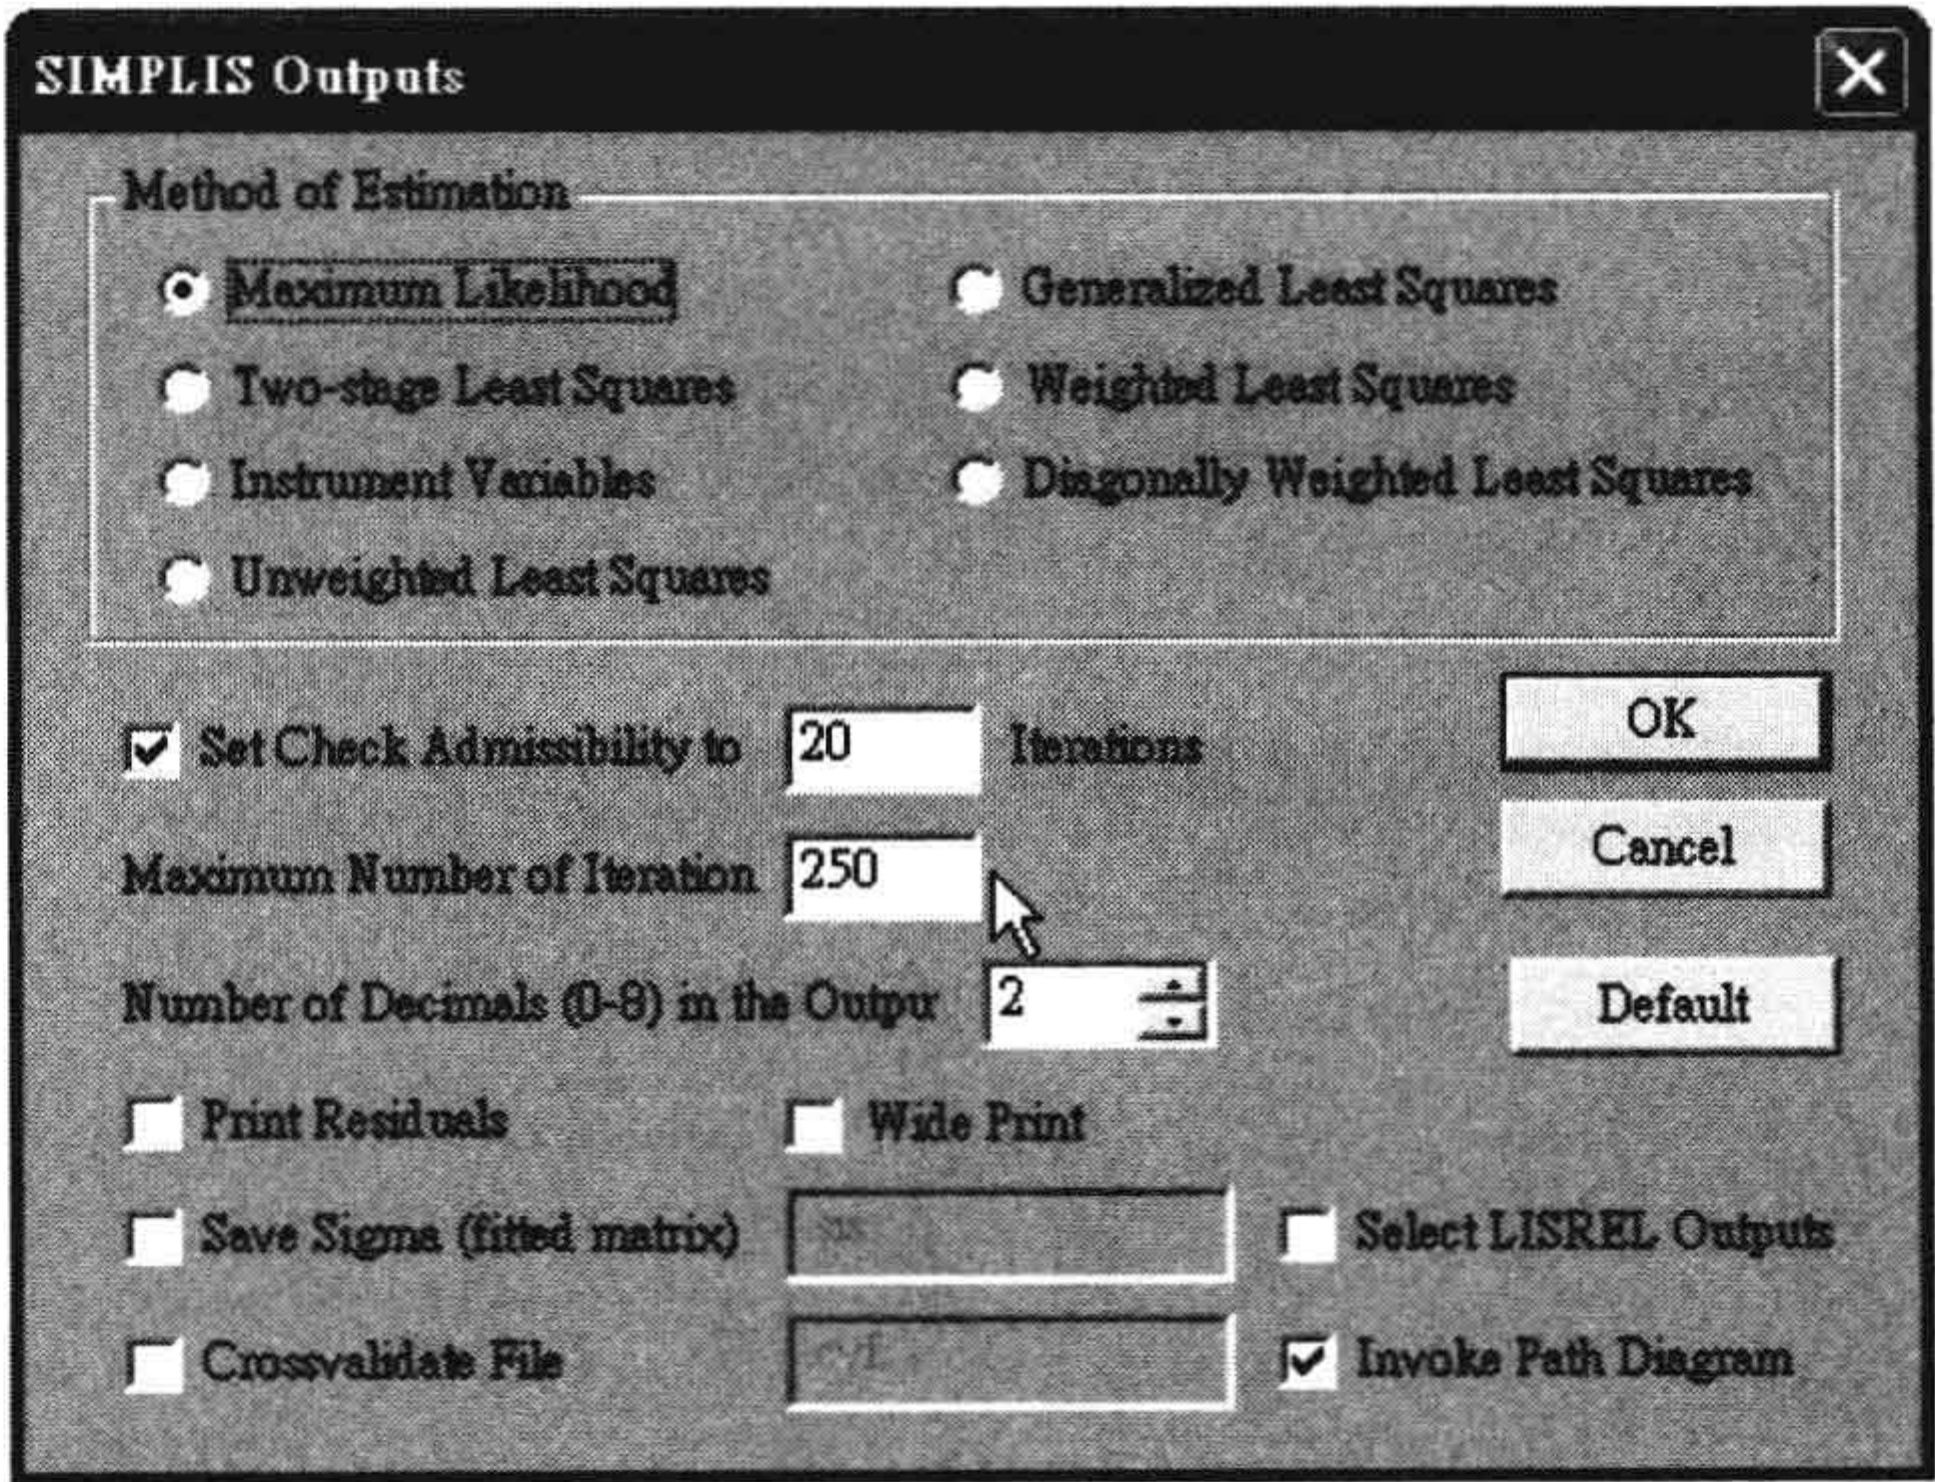 SIMPLIS Outputs
Method of Estimation
Maximum Likelihood
Generalized Least Squares
Two-stage Least Squares
Weighted Least Squares
Instrument Variables
Diagonally Weighted Least Squares
Unweighted Least Squares
Set Check Admissibility to 20 Iterations
OK
Maximum Number of Iteration 250
Cancel
Number of Decimals (0-8) in the Outpur 2
Default
Print Residuals
Wide Print
Save Sigma (fitted matrix)
Select LISREL Outputs
Crossvalidate File
Invoke Path Diagram